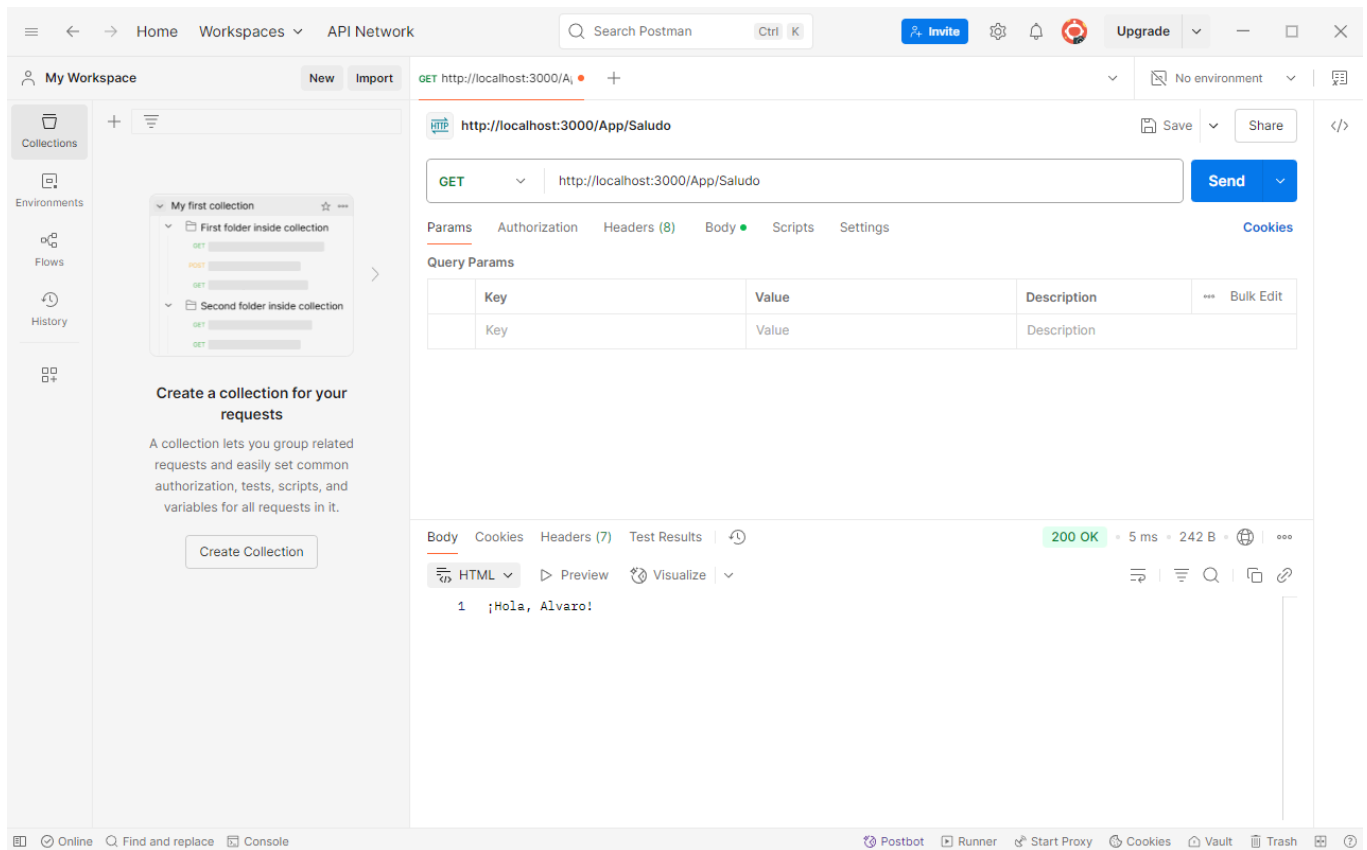 Home Workspaces API Network Search Postman Ctrl K Invite Upgrade
My Workspace New Import GET http://localhost:3000/A No environment
Collections
Environments
Flows
History
My first collection
First folder inside collection
GET
POST
GET
Second folder inside collection
GET
GET
Create a collection for your
requests
A collection lets you group related
requests and easily set common
authorization, tests, scripts, and
variables for all requests in it.
Create Collection
HTTP http://localhost:3000/App/Saludo Save Share
GET http://localhost:3000/App/Saludo Send
Params Authorization Headers (8) Body Scripts Settings Cookies
Query Params
Key Value Description Bulk Edit
Key Value Description
Body Cookies Headers (7) Test Results 200 OK 5 ms 242 B
HTML Preview Visualize
1 ¡Hola, Alvaro!
Online Find and replace Console Postbot Runner Start Proxy Cookies Vault Trash